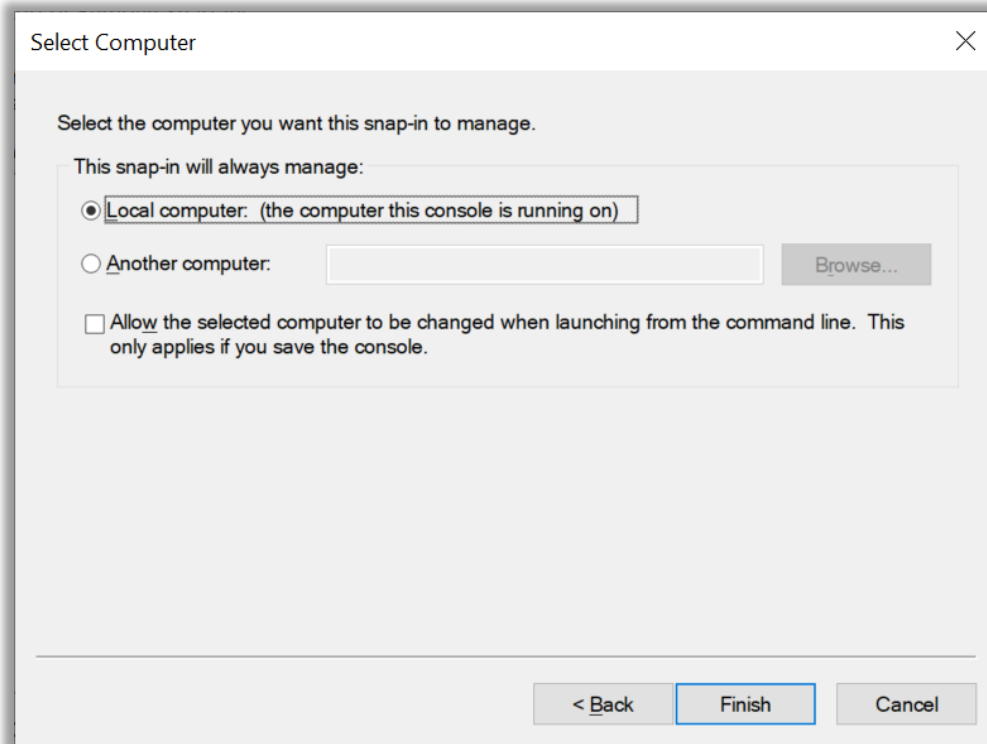 Select Computer
Select the computer you want this snap-in to manage.
This snap-in will always manage:
Local computer:  (the computer this console is running on)
Another computer:
Browse...
Allow the selected computer to be changed when launching from the command line.  This
only applies if you save the console.
< Back
Finish
Cancel